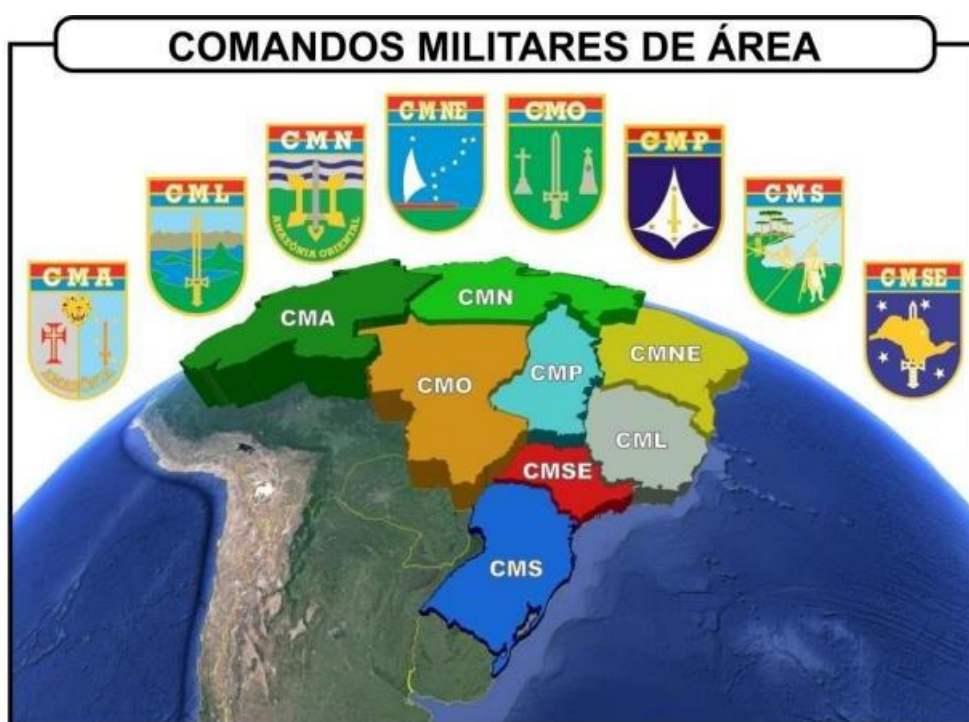 COMANDOS MILITARES DE ÁREA
CMA
CML
CMN
CMNE
CMO
CMP
CMS
CMSE
AMAZÔNIA ORIENTAL
AMAZÔNIA
CMA
CMN
CMO
CMP
CMNE
CML
CMSE
CMS